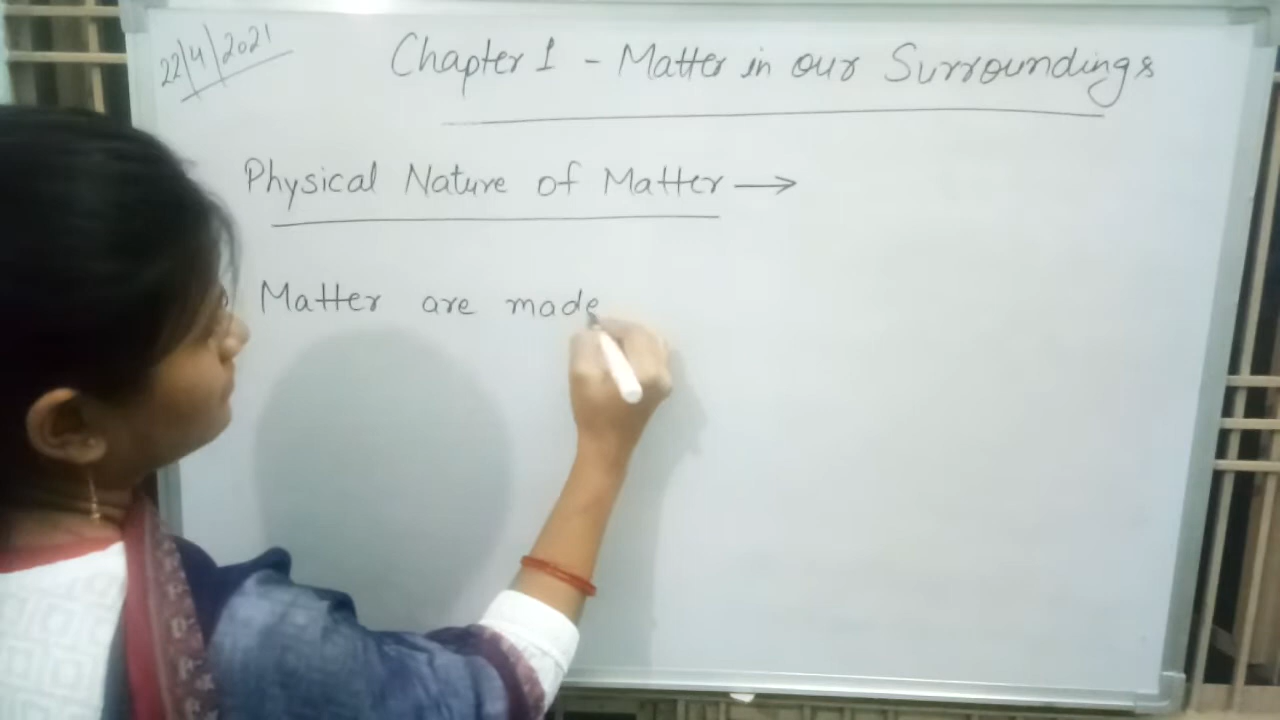 22/4/2021
Chapter 1 - Matter in our Surroundings
Physical Nature of Matter →
Matter are made